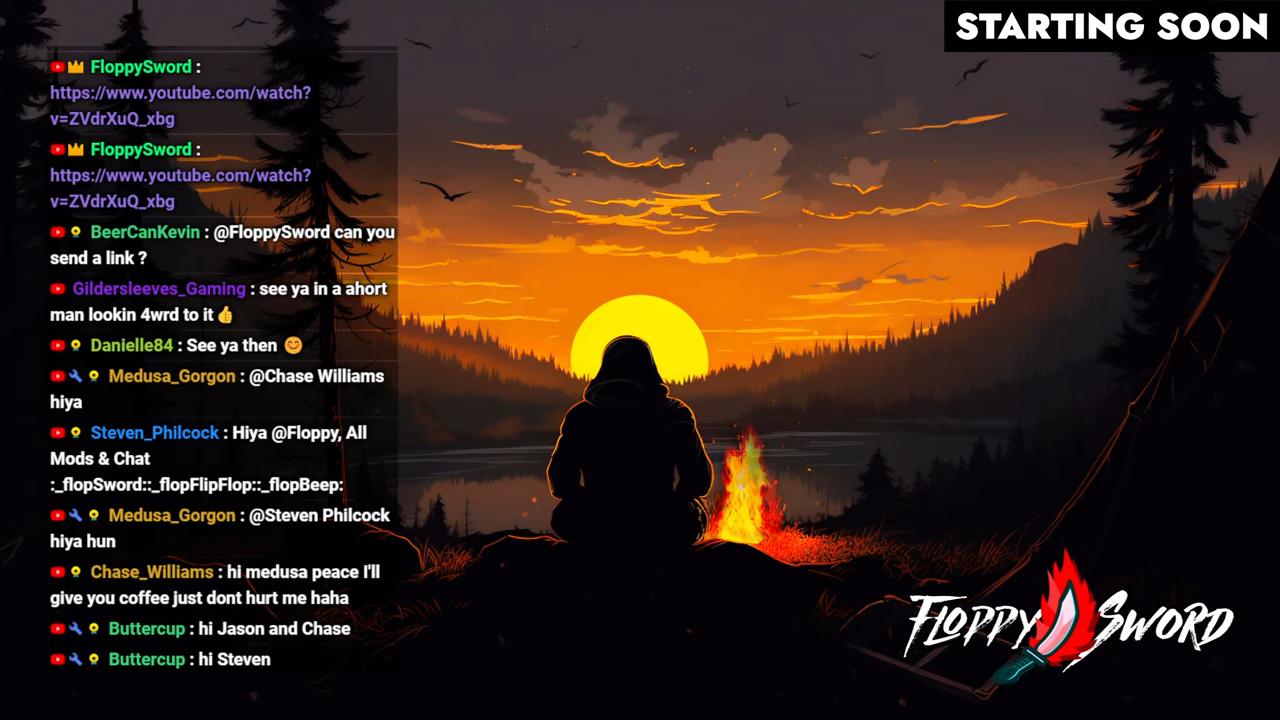 STARTING SOON
FloppySword :
https://www.youtube.com/watch?
v=ZVdrXuQ_xbg
FloppySword :
https://www.youtube.com/watch?
v=ZVdrXuQ_xbg
BeerCanKevin : @FloppySword can you
send a link ?
Gildersleeves_Gaming : see ya in a ahort
man lookin 4wrd to it👍
Danielle84 : See ya then 😊
Medusa_Gorgon : @Chase Williams
hiya
Steven_Philcock : Hiya @Floppy, All
Mods & Chat
:_flopSword::_flopFlipFlop::_flopBeep:
Medusa_Gorgon : @Steven Philcock
hiya hun
Chase_Williams : hi medusa peace I'll
give you coffee just dont hurt me haha
Buttercup : hi Jason and Chase
Buttercup : hi Steven
FLOPPY SWORD